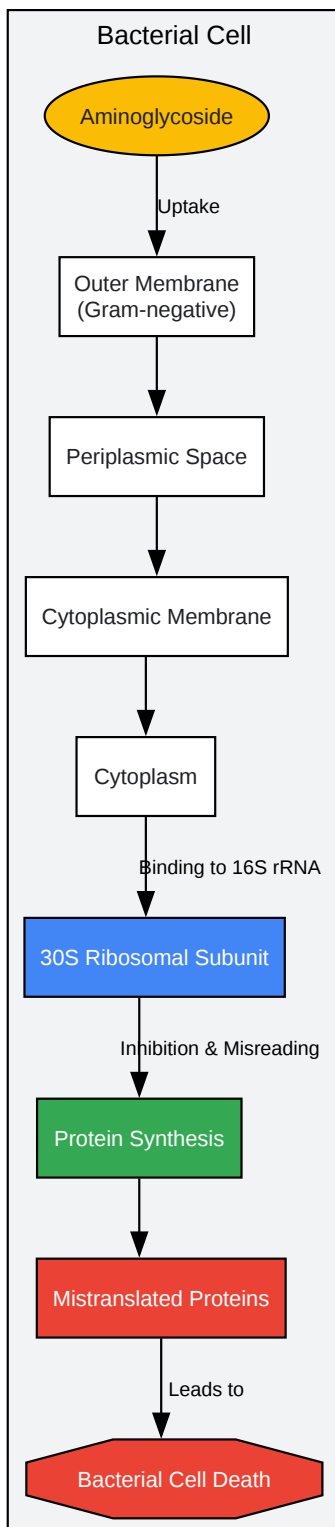 Bacterial Cell
Aminoglycoside
Uptake
Outer Membrane
(Gram-negative)
Periplasmic Space
Cytoplasmic Membrane
Cytoplasm
Binding to 16S rRNA
30S Ribosomal Subunit
Inhibition & Misreading
Protein Synthesis
Mistranslated Proteins
Leads to
Bacterial Cell Death